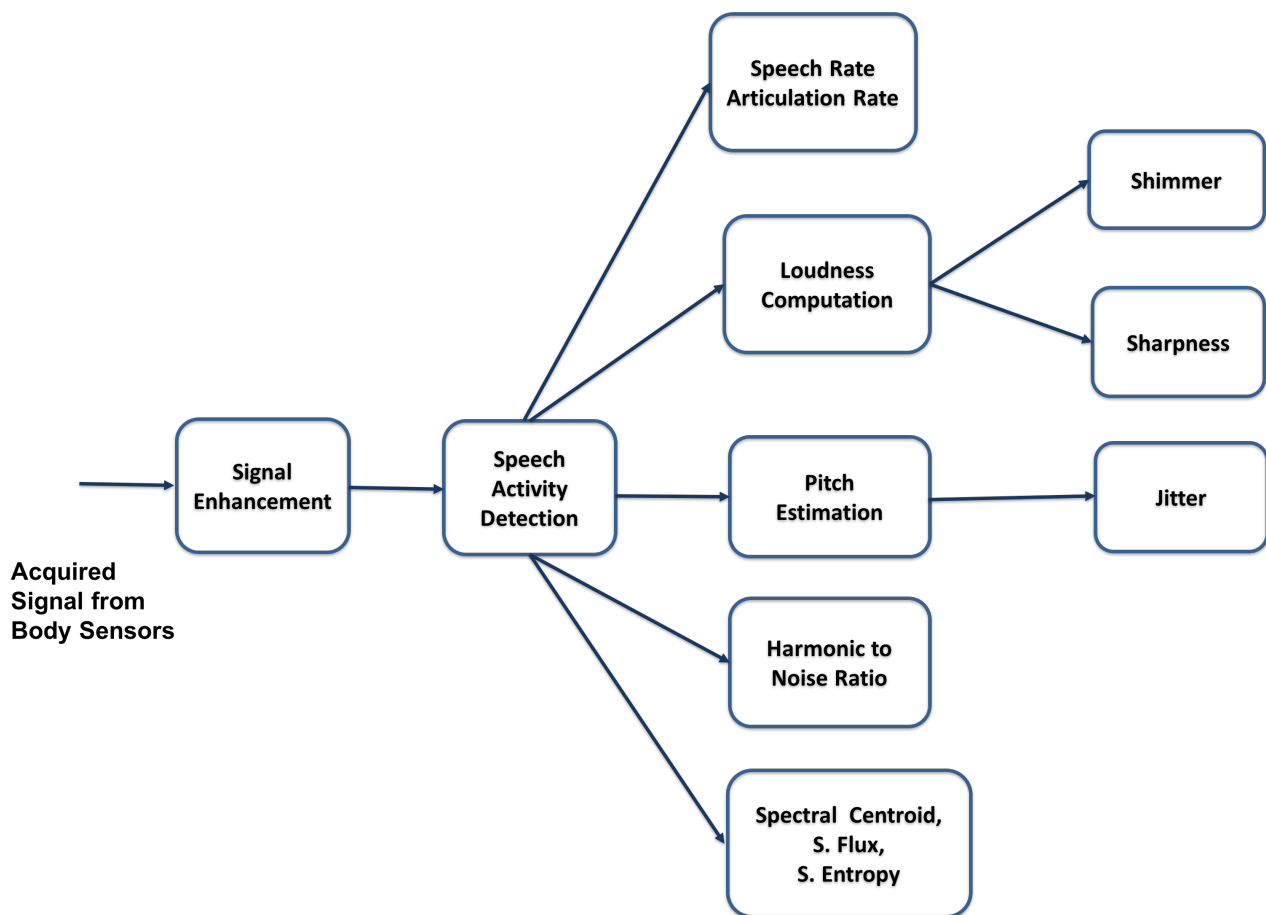 Acquired
Signal from
Body Sensors
Signal
Enhancement
Speech
Activity
Detection
Speech Rate
Articulation Rate
Loudness
Computation
Shimmer
Sharpness
Pitch
Estimation
Jitter
Harmonic to
Noise Ratio
Spectral Centroid,
S. Flux,
S. Entropy